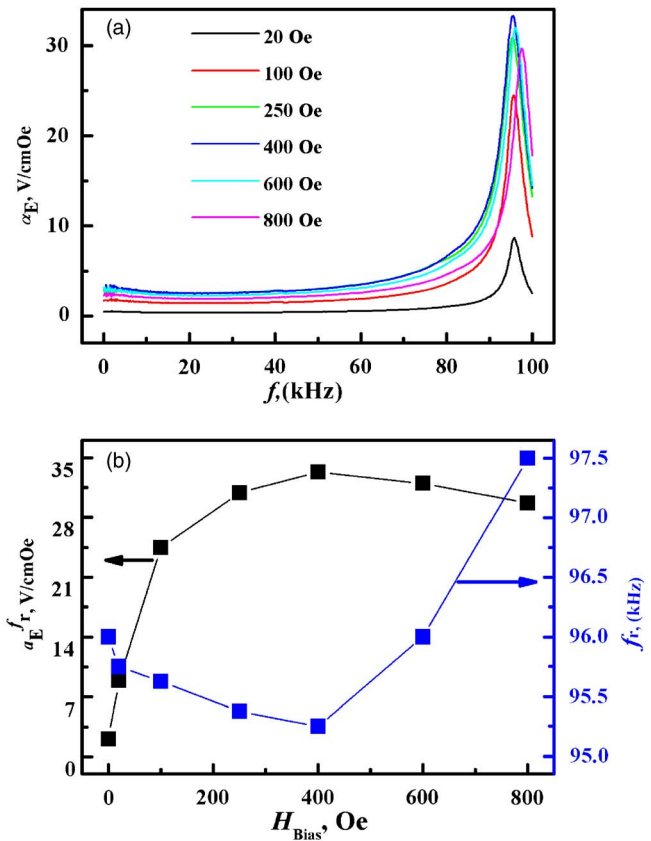 (a)
20 Oe
100 Oe
250 Oe
400 Oe
600 Oe
800 Oe
αE, V/cmOe
30
20
10
0
0 20 40 60 80 100
f,(kHz)
(b)
aE fr, V/cmOe
35
28
21
14
7
0
97.5
97.0
96.5
96.0
95.5
95.0
fr, (kHz)
0 200 400 600 800
HBias, Oe